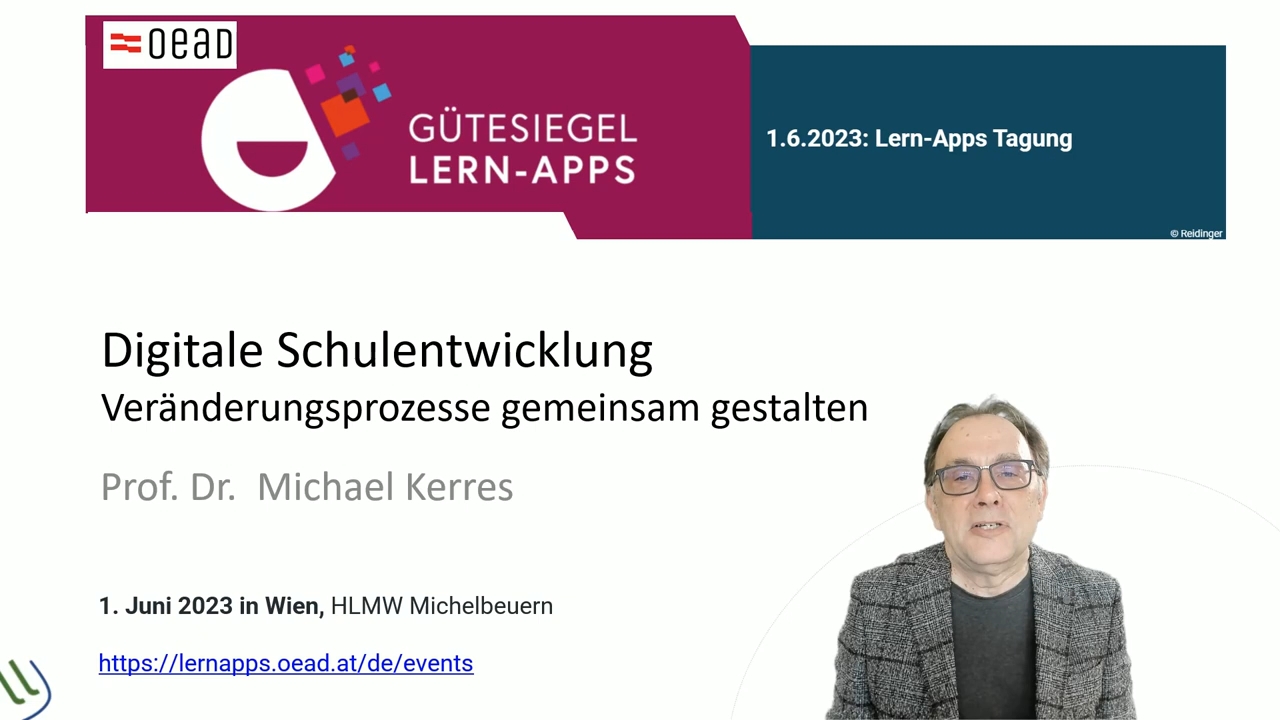 oead
GÜTESIEGEL
LERN-APPS
1.6.2023: Lern-Apps Tagung
© Reidinger
Digitale Schulentwicklung
Veränderungsprozesse gemeinsam gestalten
Prof. Dr. Michael Kerres
1. Juni 2023 in Wien, HLMW Michelbeuern
https://lernapps.oead.at/de/events